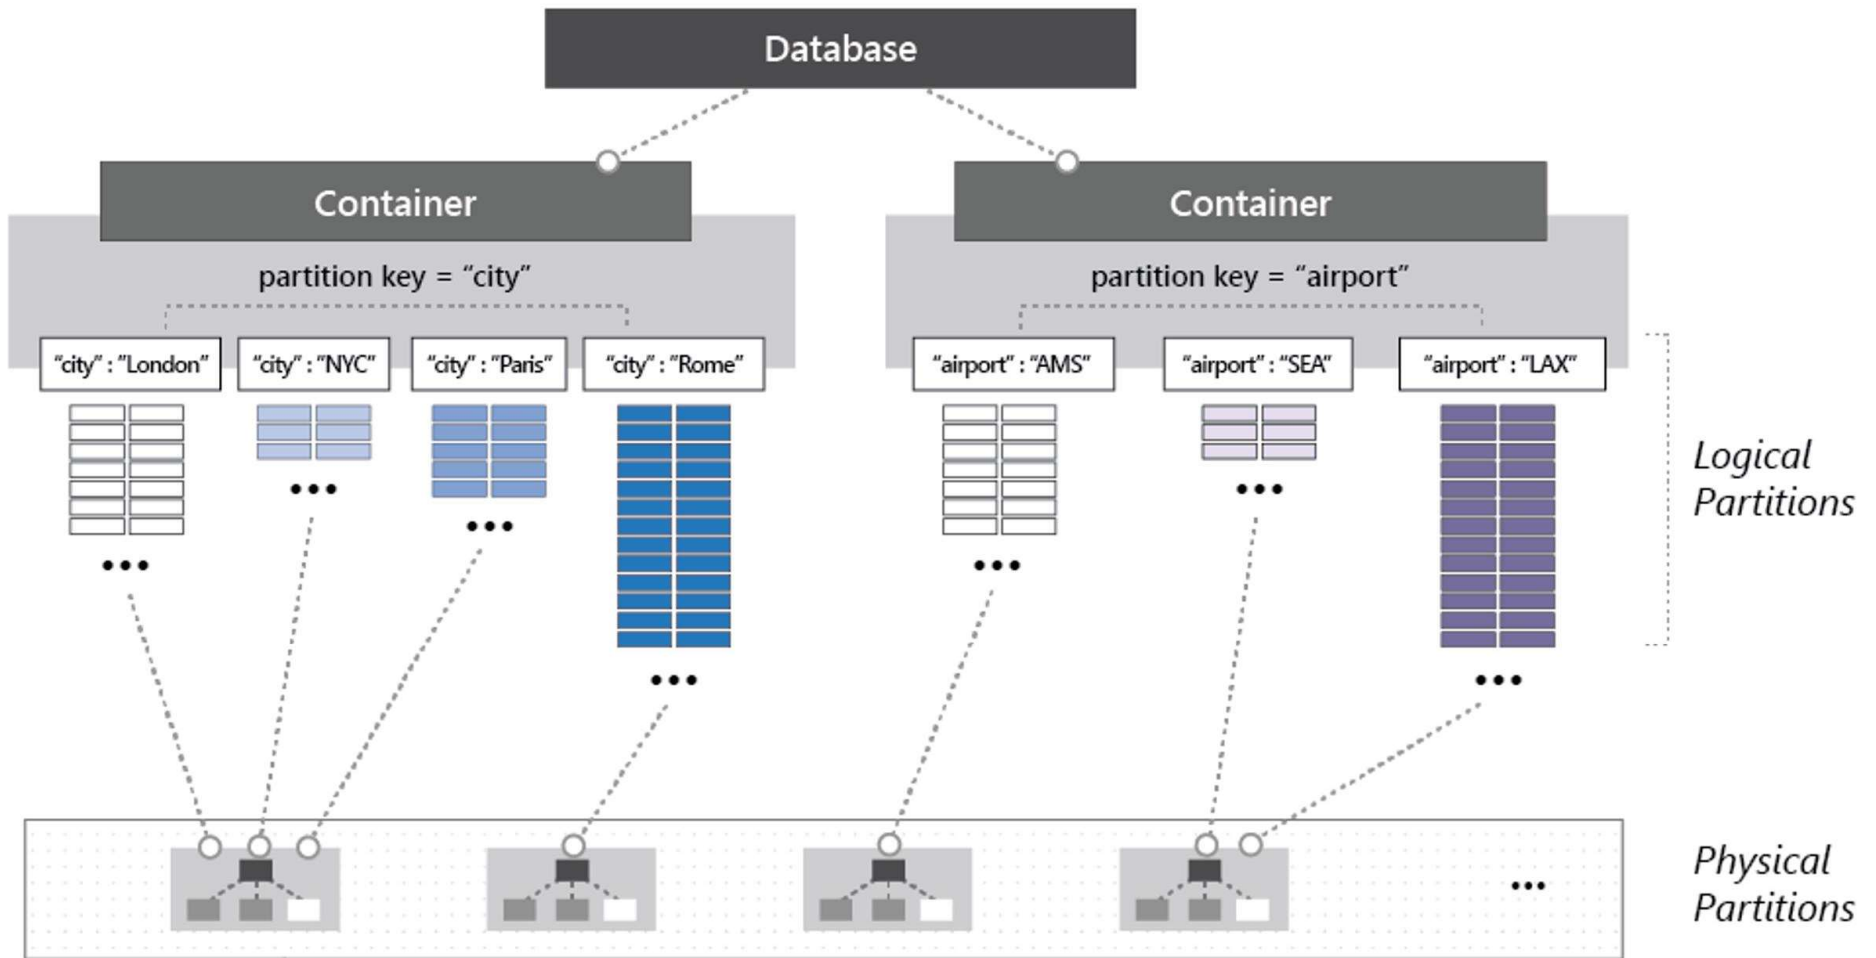 Database
Container
Container
partition key = “city”
partition key = “airport”
“city” : “London”
“city” : “NYC”
“city” : “Paris”
“city” : “Rome”
“airport” : “AMS”
“airport” : “SEA”
“airport” : “LAX”
Logical
Partitions
Physical
Partitions